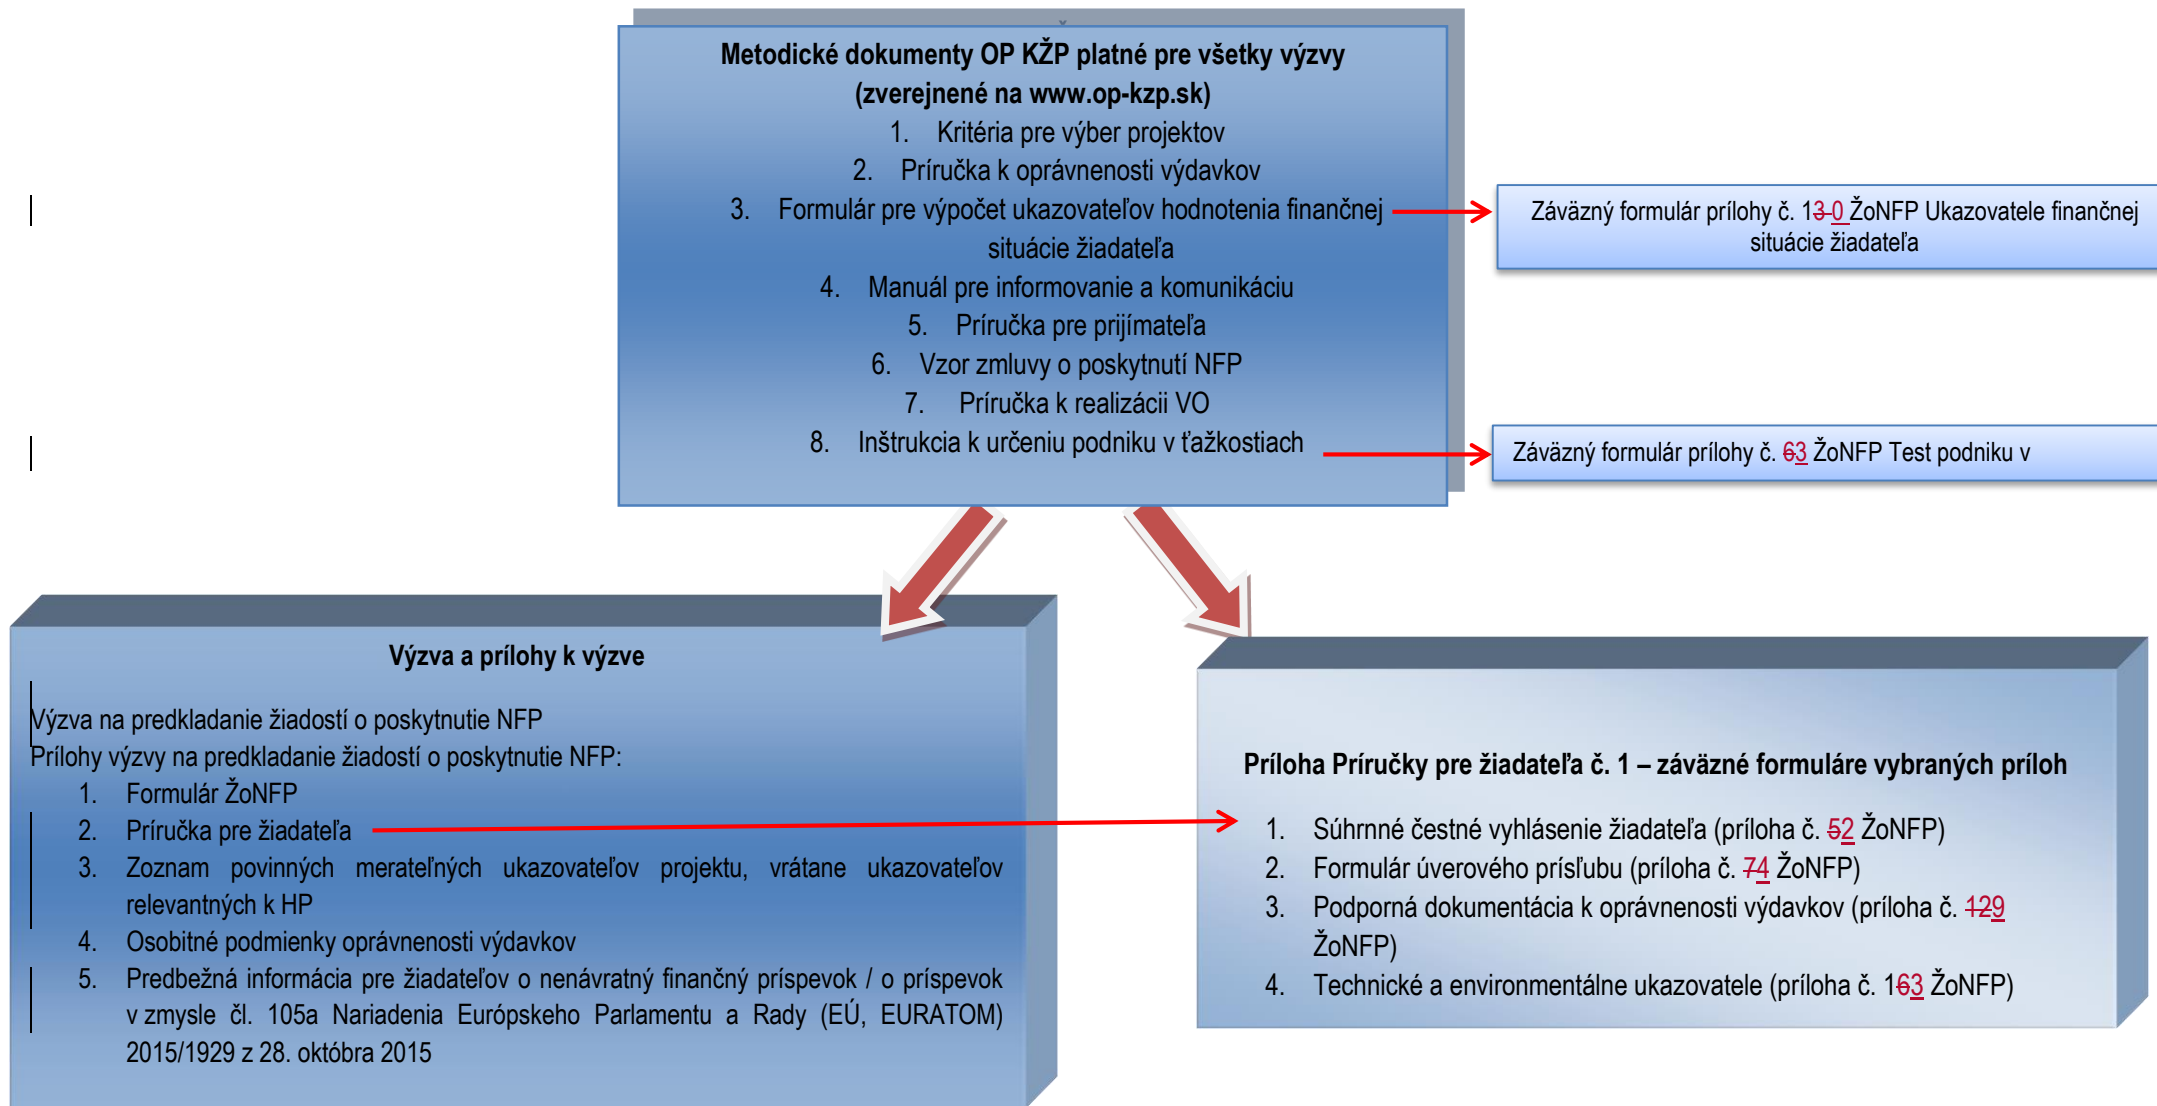 Metodické dokumenty OP KŽP platné pre všetky výzvy
(zverejnené na www.op-kzp.sk)
1. Kritéria pre výber projektov
2. Príručka k oprávnenosti výdavkov
3. Formulár pre výpočet ukazovateľov hodnotenia finančnej
situácie žiadateľa
4. Manuál pre informovanie a komunikáciu
5. Príručka pre prijímateľa
6. Vzor zmluvy o poskytnutí NFP
7. Príručka k realizácii VO
8. Inštrukcia k určeniu podniku v ťažkostiach
Záväzný formulár prílohy č. 13 0 ŽoNFP Ukazovatele finančnej
situácie žiadateľa
Záväzný formulár prílohy č. 63 ŽoNFP Test podniku v
Výzva a prílohy k výzve
Výzva na predkladanie žiadostí o poskytnutie NFP
Prílohy výzvy na predkladanie žiadostí o poskytnutie NFP:
1. Formulár ŽoNFP
2. Príručka pre žiadateľa
3. Zoznam povinných merateľných ukazovateľov projektu, vrátane ukazovateľov
relevantných k HP
4. Osobitné podmienky oprávnenosti výdavkov
5. Predbežná informácia pre žiadateľov o nenávratný finančný príspevok / o príspevok
v zmysle čl. 105a Nariadenia Európskeho Parlamentu a Rady (EÚ, EURATOM)
2015/1929 z 28. októbra 2015
Príloha Príručky pre žiadateľa č. 1 – záväzné formuláre vybraných príloh
1. Súhrnné čestné vyhlásenie žiadateľa (príloha č. 52 ŽoNFP)
2. Formulár úverového prísľubu (príloha č. 74 ŽoNFP)
3. Podporná dokumentácia k oprávnenosti výdavkov (príloha č. 129
ŽoNFP)
4. Technické a environmentálne ukazovatele (príloha č. 163 ŽoNFP)